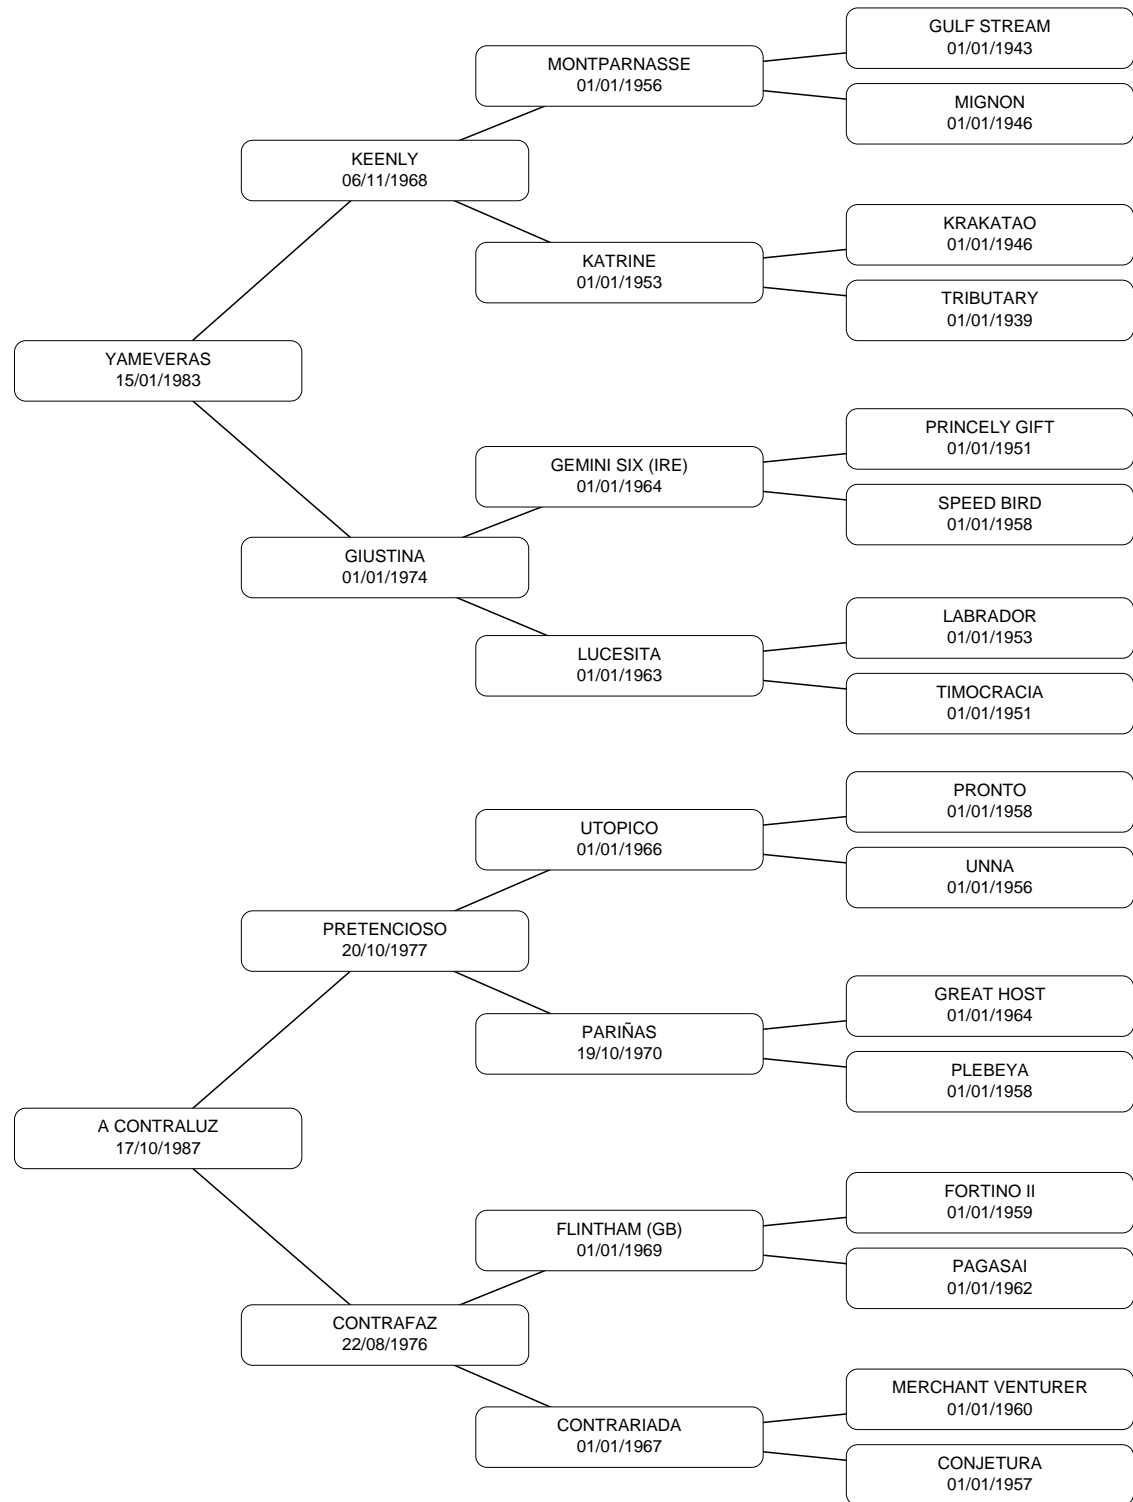 GULF STREAM
01/01/1943
MONTPARNASSE
01/01/1956
MIGNON
01/01/1946
KEENLY
06/11/1968
KRAKATAO
01/01/1946
KATRINE
01/01/1953
TRIBUTARY
01/01/1939
YAMEVERAS
15/01/1983
PRINCELY GIFT
01/01/1951
GEMINI SIX (IRE)
01/01/1964
SPEED BIRD
01/01/1958
GIUSTINA
01/01/1974
LABRADOR
01/01/1953
LUCESITA
01/01/1963
TIMOCRACIA
01/01/1951
PRONTO
01/01/1958
UTOPICO
01/01/1966
UNNA
01/01/1956
PRETENCIOSO
20/10/1977
GREAT HOST
01/01/1964
PARIÑAS
19/10/1970
PLEBEYA
01/01/1958
A CONTRALUZ
17/10/1987
FORTINO II
01/01/1959
FLINTHAM (GB)
01/01/1969
PAGASAI
01/01/1962
CONTRAFAZ
22/08/1976
MERCHANT VENTURER
01/01/1960
CONTRARIADA
01/01/1967
CONJETURA
01/01/1957